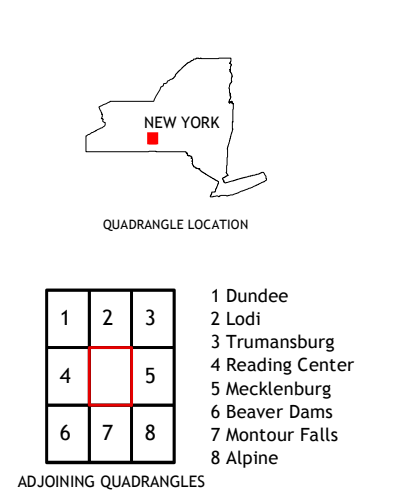 NEW YORK
QUADRANGLE LOCATION
1 2 3
4 5
6 7 8
1 Dundee
2 Lodi
3 Trumansburg
4 Reading Center
5 Mecklenburg
6 Beaver Dams
7 Montour Falls
8 Alpine
ADJOINING QUADRANGLES